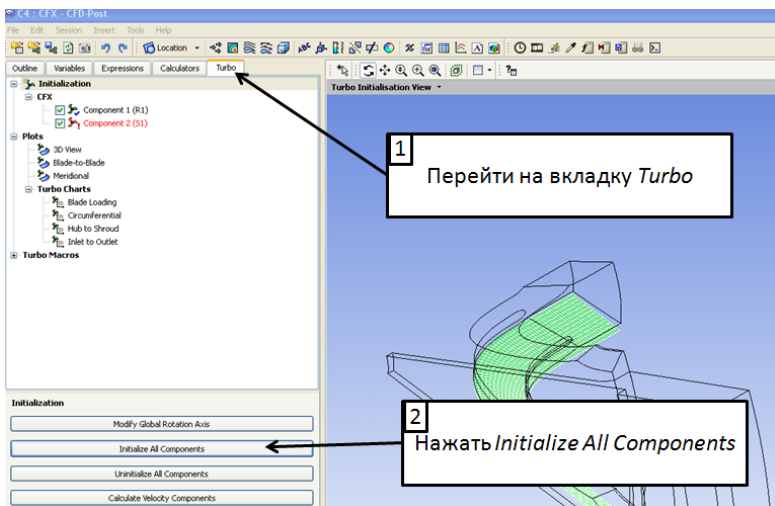 C4 : CFX - CFD-Post
File Edit Session Insert Tools Help
Location
Outline Variables Expressions Calculators Turbo
Initialization
CFX
Component 1 (R1)
Component 2 (S1)
Plots
3D View
Blade-to-Blade
Meridional
Turbo Charts
Blade Loading
Circumferential
Hub to Shroud
Inlet to Outlet
Turbo Macros
Turbo Initialisation View
1
Перейти на вкладку Turbo
Initialization
Modify Global Rotation Axis
Initialize All Components
Uninitialize All Components
Calculate Velocity Components
2
Нажать Initialize All Components